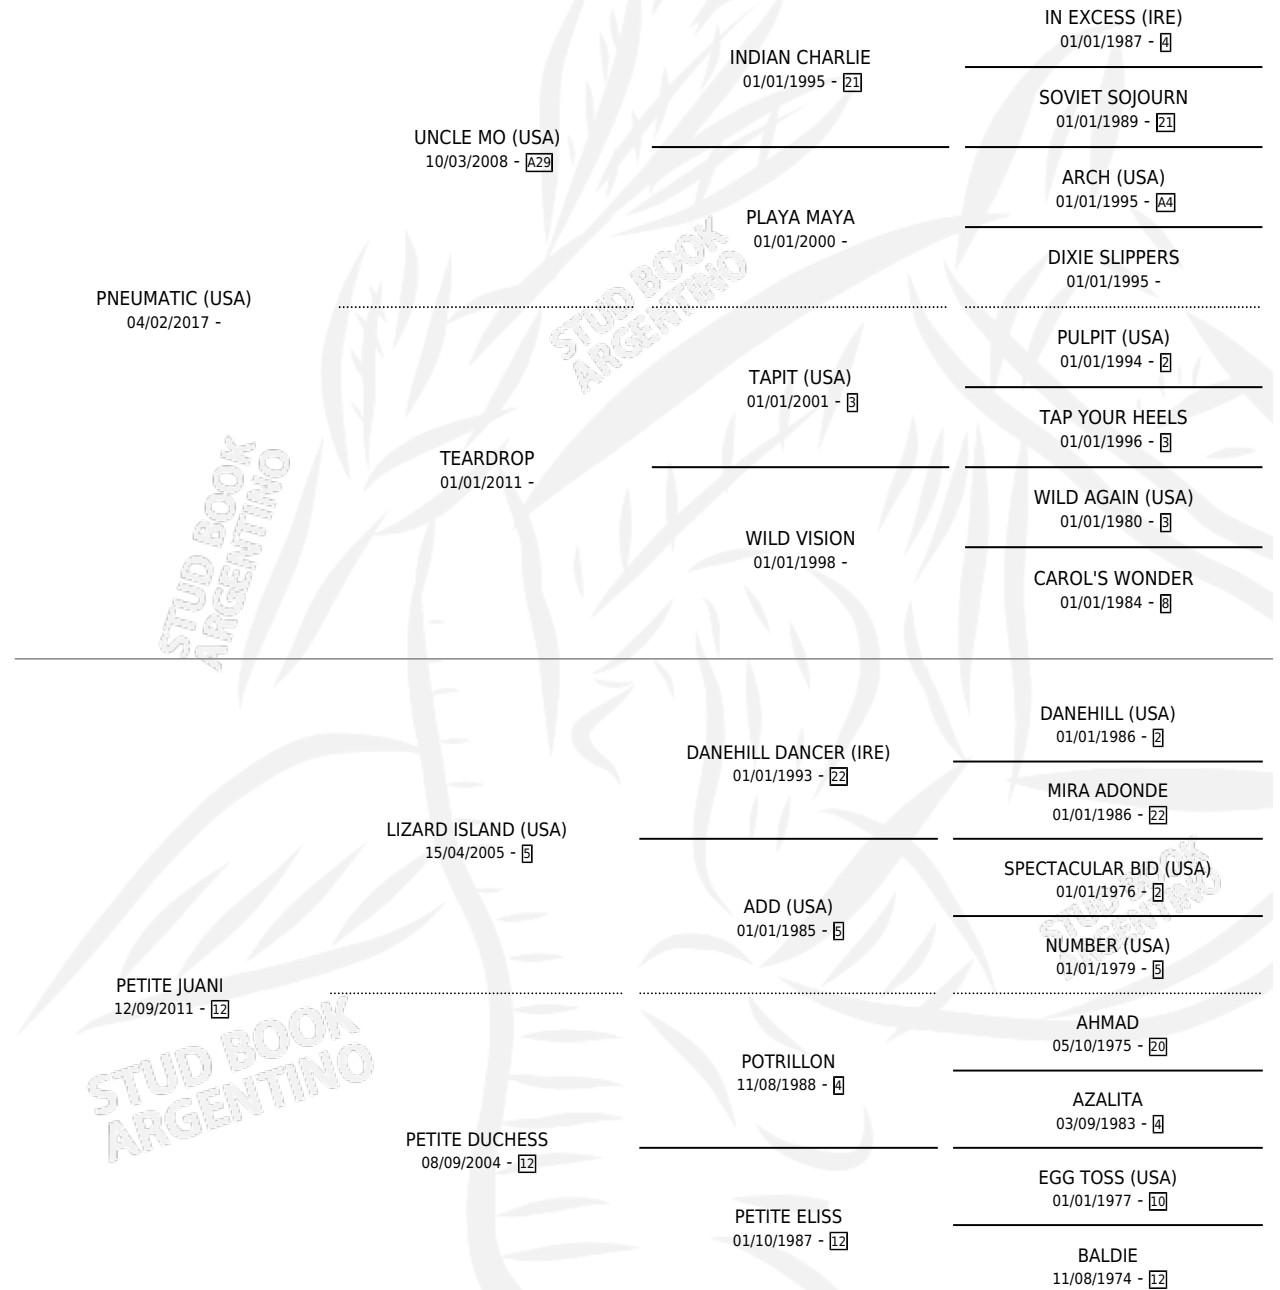 IN EXCESS (IRE)
01/01/1987 - 4
INDIAN CHARLIE
01/01/1995 - 21
SOVIET SOJOURN
01/01/1989 - 21
UNCLE MO (USA)
10/03/2008 - A29
ARCH (USA)
01/01/1995 - A4
PLAYA MAYA
01/01/2000 -
DIXIE SLIPPERS
01/01/1995 -
PNEUMATIC (USA)
04/02/2017 -
PULPIT (USA)
01/01/1994 - 2
TAPIT (USA)
01/01/2001 - 3
TAP YOUR HEELS
01/01/1996 - 3
TEARDROP
01/01/2011 -
WILD AGAIN (USA)
01/01/1980 - 3
WILD VISION
01/01/1998 -
CAROL'S WONDER
01/01/1984 - 8
STUD BOOK
ARGENTINO
STUD BOOK
ARGENTINO
DANEHILL (USA)
01/01/1986 - 2
DANEHILL DANCER (IRE)
01/01/1993 - 22
MIRA ADONDE
01/01/1986 - 22
LIZARD ISLAND (USA)
15/04/2005 - 5
SPECTACULAR BID (USA)
01/01/1976 - 2
ADD (USA)
01/01/1985 - 5
NUMBER (USA)
01/01/1979 - 5
PETITE JUANI
12/09/2011 - 12
AHMAD
05/10/1975 - 20
POTRILLON
11/08/1988 - 4
AZALITA
03/09/1983 - 4
PETITE DUCHESS
08/09/2004 - 12
EGG TOSS (USA)
01/01/1977 - 10
PETITE ELISS
01/10/1987 - 12
BALDIE
11/08/1974 - 12
STUD BOOK
ARGENTINO
STUD BOOK
ARGENTINO